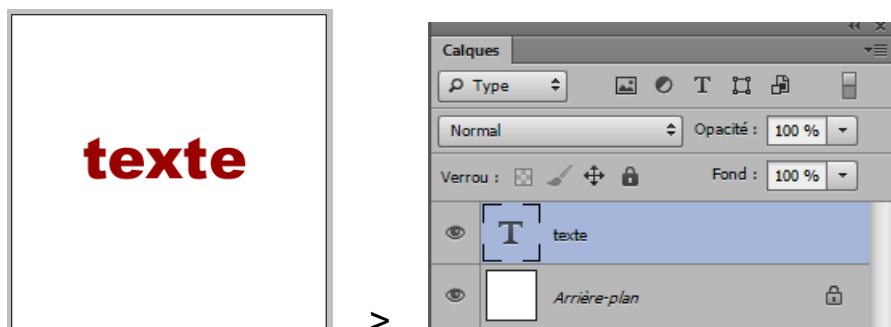 texte
>
Calques
Type
Normal Opacité : 100 %
Verrou : Fond : 100 %
T texte
Arrière-plan